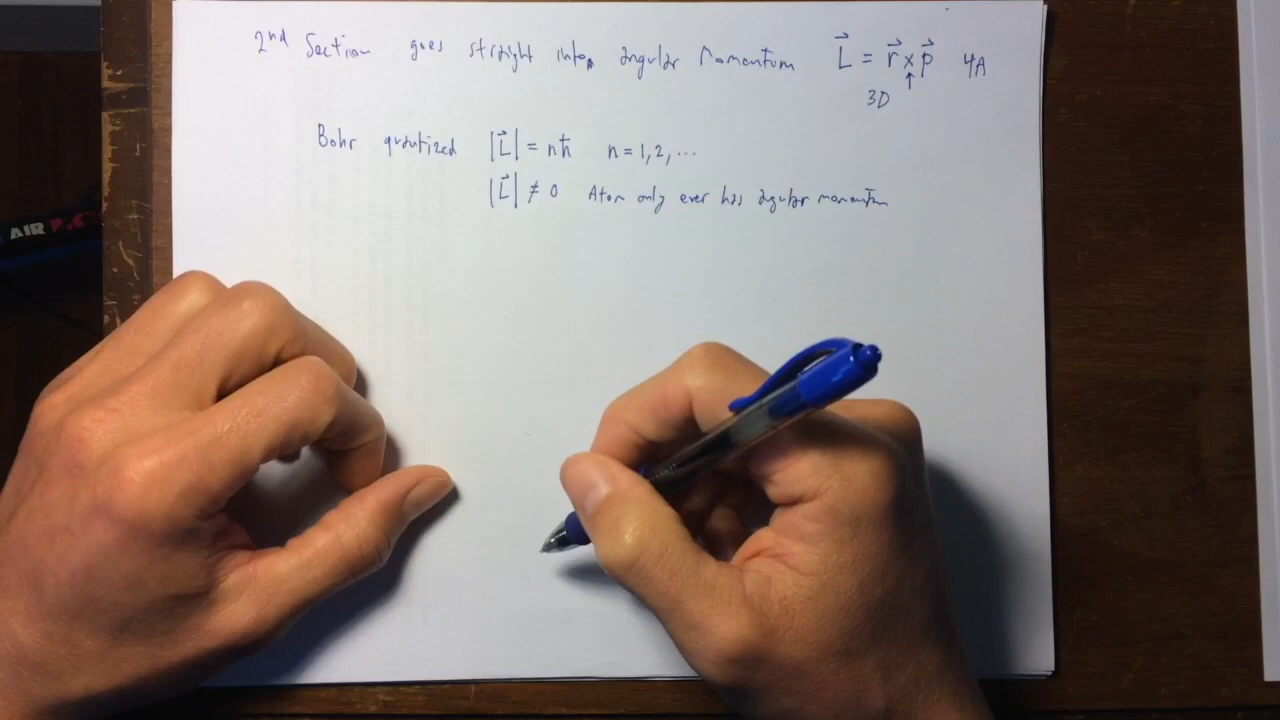 2nd Section goes straight into angular momentum L⃗ = r⃗ × p⃗ 4A
↑
3D
Bohr quantized |L⃗| = nℏ n = 1, 2, ...
|L⃗| ≠ 0 Atom only ever has angular momentum
AIR